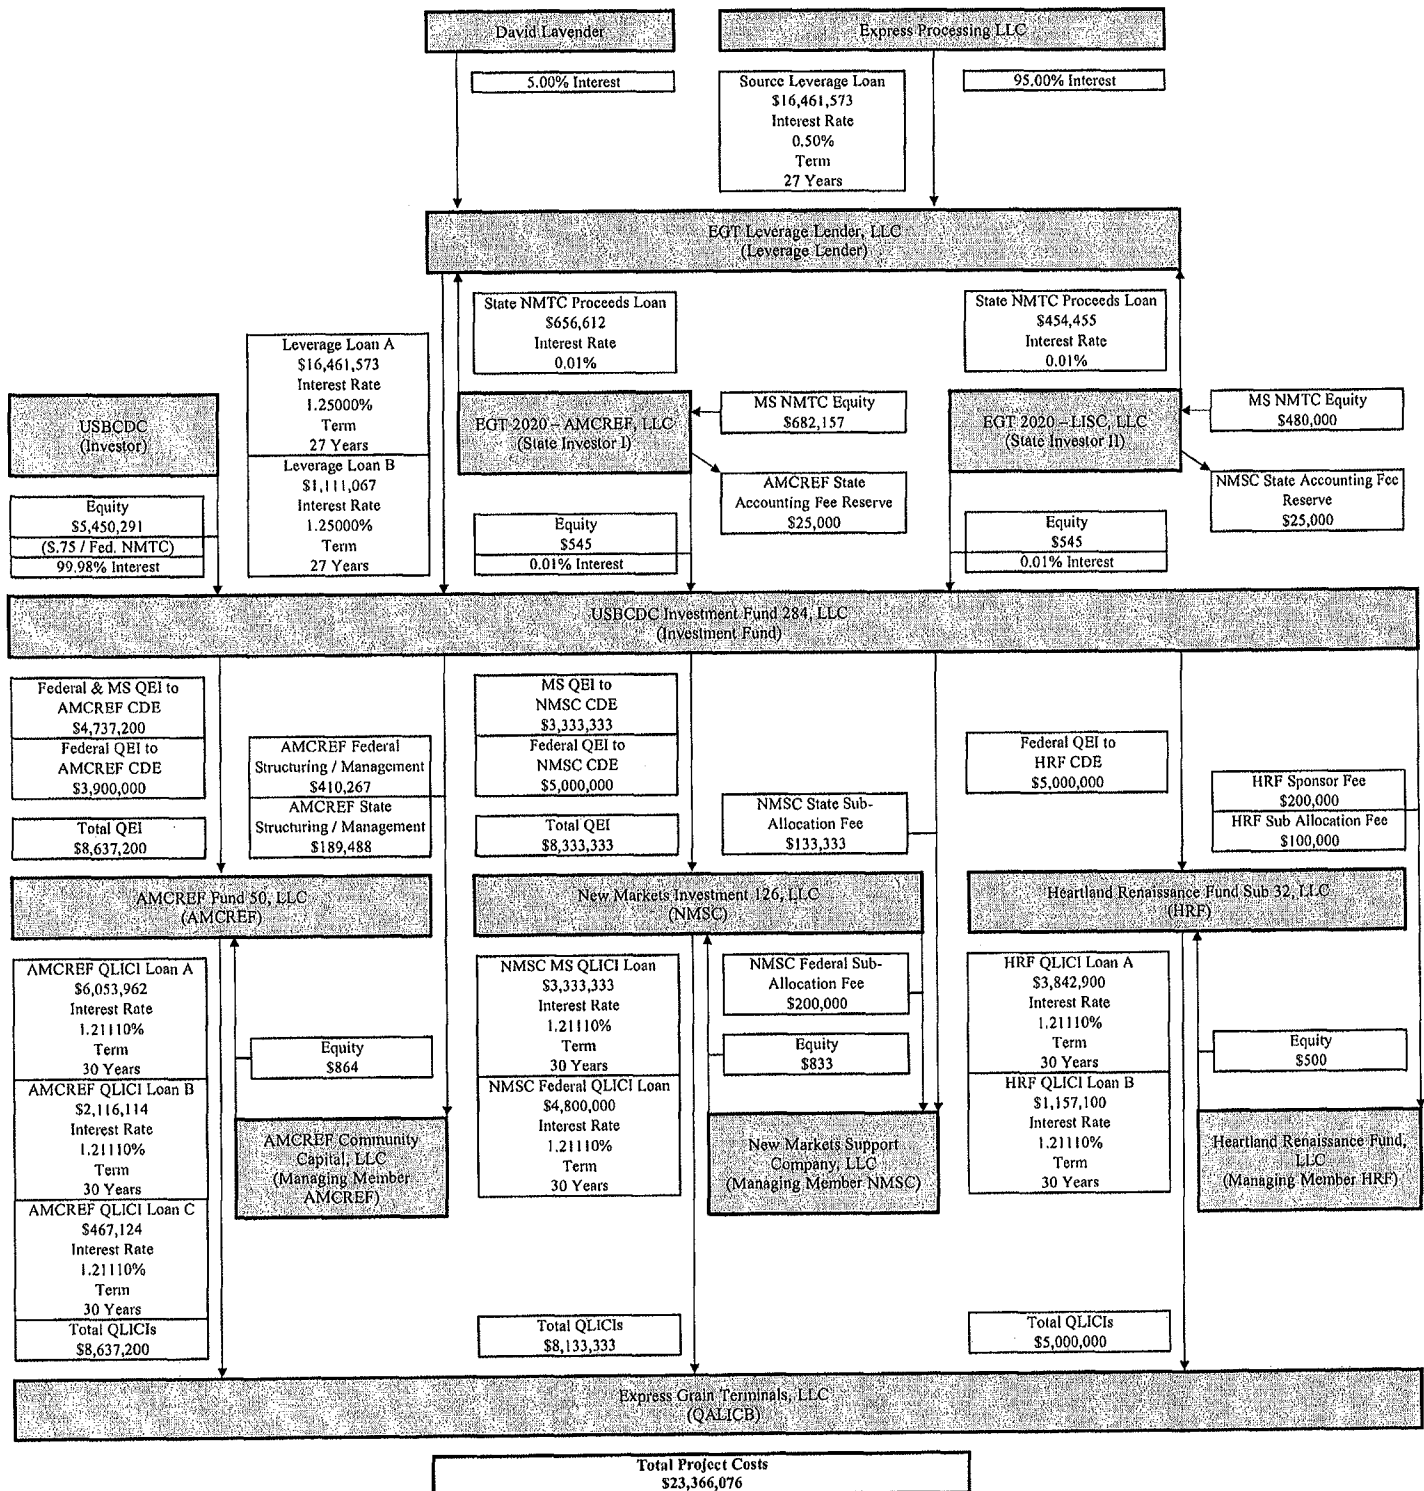 David Lavender
Express Processing LLC
5.00% Interest
Source Leverage Loan
$16,461,573
Interest Rate
0.50%
Term
27 Years
95.00% Interest
EGT Leverage Lender, LLC
(Leverage Lender)
State NMTC Proceeds Loan
$656,612
Interest Rate
0.01%
State NMTC Proceeds Loan
$454,455
Interest Rate
0.01%
Leverage Loan A
$16,461,573
Interest Rate
1.25000%
Term
27 Years
Leverage Loan B
$1,111,067
Interest Rate
1.25000%
Term
27 Years
USBCDC
(Investor)
EGT 2020 – AMCREF, LLC
(State Investor I)
MS NMTC Equity
$682,157
EGT 2020 – LISC, LLC
(State Investor II)
MS NMTC Equity
$480,000
AMCREF State
Accounting Fee Reserve
$25,000
NMSC State Accounting Fee
Reserve
$25,000
Equity
$5,450,291
($.75 / Fed. NMTC)
99.98% Interest
Equity
$545
0.01% Interest
Equity
$545
0.01% Interest
USBCDC Investment Fund 284, LLC
(Investment Fund)
Federal & MS QEI to
AMCREF CDE
$4,737,200
Federal QEI to
AMCREF CDE
$3,900,000
Total QEI
$8,637,200
AMCREF Federal
Structuring / Management
$410,267
AMCREF State
Structuring / Management
$189,488
MS QEI to
NMSC CDE
$3,333,333
Federal QEI to
NMSC CDE
$5,000,000
Total QEI
$8,333,333
NMSC State Sub-
Allocation Fee
$133,333
Federal QEI to
HRF CDE
$5,000,000
HRF Sponsor Fee
$200,000
HRF Sub Allocation Fee
$100,000
AMCREF Fund 50, LLC
(AMCREF)
New Markets Investment 126, LLC
(NMSC)
Heartland Renaissance Fund Sub 32, LLC
(HRF)
AMCREF QLICI Loan A
$6,053,962
Interest Rate
1.21110%
Term
30 Years
AMCREF QLICI Loan B
$2,116,114
Interest Rate
1.21110%
Term
30 Years
AMCREF QLICI Loan C
$467,124
Interest Rate
1.21110%
Term
30 Years
Total QLICIs
$8,637,200
Equity
$864
AMCREF Community
Capital, LLC
(Managing Member
AMCREF)
NMSC MS QLICI Loan
$3,333,333
Interest Rate
1.21110%
Term
30 Years
NMSC Federal QLICI Loan
$4,800,000
Interest Rate
1.21110%
Term
30 Years
Total QLICIs
$8,133,333
NMSC Federal Sub-
Allocation Fee
$200,000
Equity
$833
New Markets Support
Company, LLC
(Managing Member NMSC)
HRF QLICI Loan A
$3,842,900
Interest Rate
1.21110%
Term
30 Years
HRF QLICI Loan B
$1,157,100
Interest Rate
1.21110%
Term
30 Years
Total QLICIs
$5,000,000
Equity
$500
Heartland Renaissance Fund,
LLC
(Managing Member HRF)
Express Grain Terminals, LLC
(QALICB)
Total Project Costs
$23,366,076